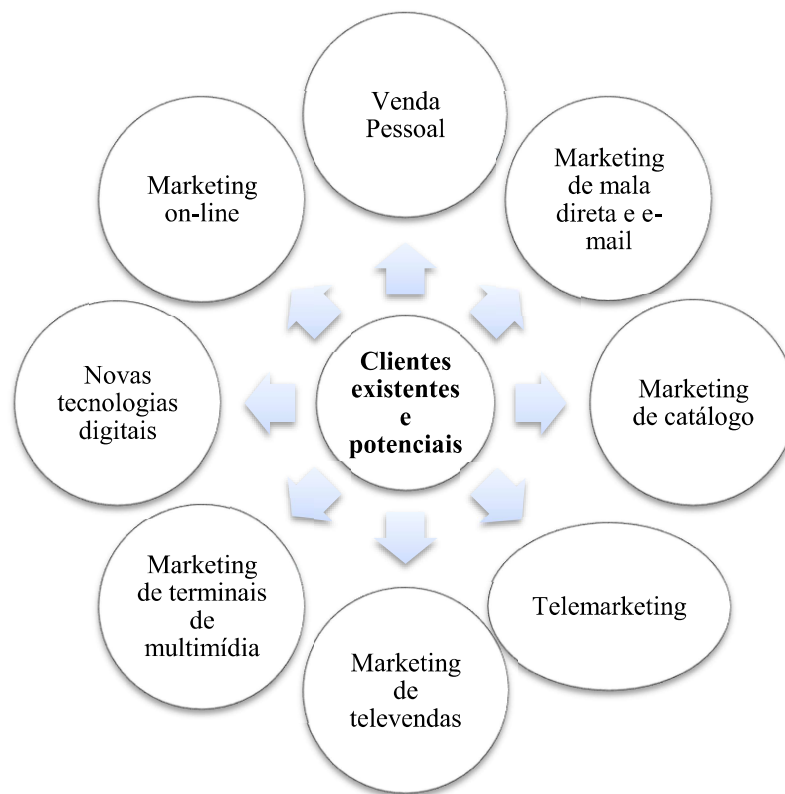 Venda
Pessoal
Marketing
de mala
direta e e-
mail
Marketing
de catálogo
Telemarketing
Marketing
de
televendas
Marketing
de terminais
de
multimídia
Novas
tecnologias
digitais
Marketing
on-line
Clientes
existentes
e
potenciais